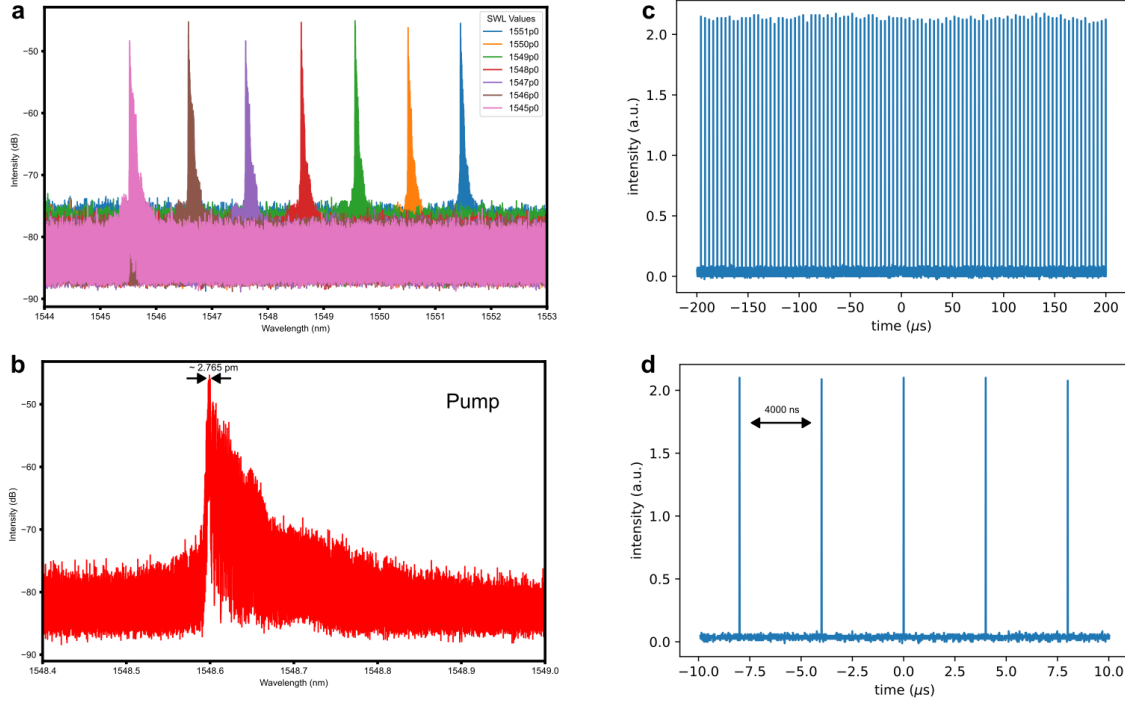 a
SWL Values
1551p0
1550p0
1549p0
1548p0
1547p0
1546p0
1545p0
−50
−60
−70
−80
−90
Intensity (dB)
1544 1545 1546 1547 1548 1549 1550 1551 1552 1553
Wavelength (nm)
b
~ 2.765 pm
Pump
−50
−60
−70
−80
−90
Intensity (dB)
1548.4 1548.5 1548.6 1548.7 1548.8 1548.9 1549.0
Wavelength (nm)
c
2.0
1.5
1.0
0.5
0.0
intensity (a.u.)
−200 −150 −100 −50 0 50 100 150 200
time (μs)
d
4000 ns
2.0
1.5
1.0
0.5
0.0
intensity (a.u.)
−10.0 −7.5 −5.0 −2.5 0.0 2.5 5.0 7.5 10.0
time (μs)